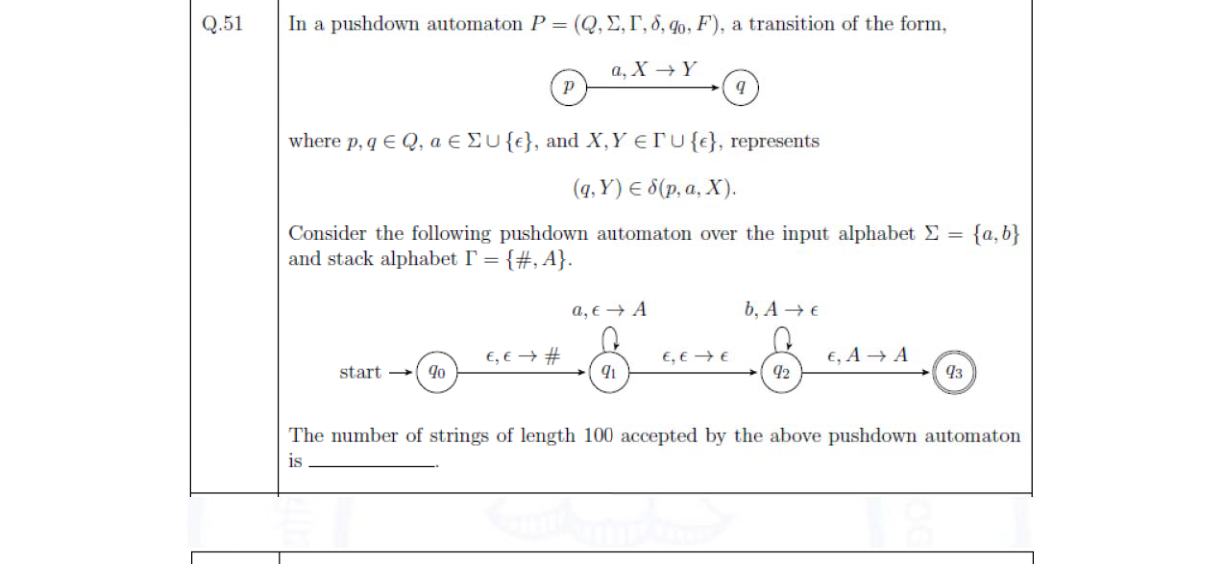 Q.51 In a pushdown automaton P = (Q, Σ, Γ, δ, q₀, F), a transition of the form,
a, X → Y
p q
where p, q ∈ Q, a ∈ Σ ∪ {ϵ}, and X, Y ∈ Γ ∪ {ϵ}, represents
(q, Y) ∈ δ(p, a, X).
Consider the following pushdown automaton over the input alphabet Σ = {a, b}
and stack alphabet Γ = {#, A}.
a, ϵ → A b, A → ϵ
ϵ, ϵ → # ϵ, ϵ → ϵ ϵ, A → A
start q₀ q₁ q₂ q₃
The number of strings of length 100 accepted by the above pushdown automaton
is ____________.